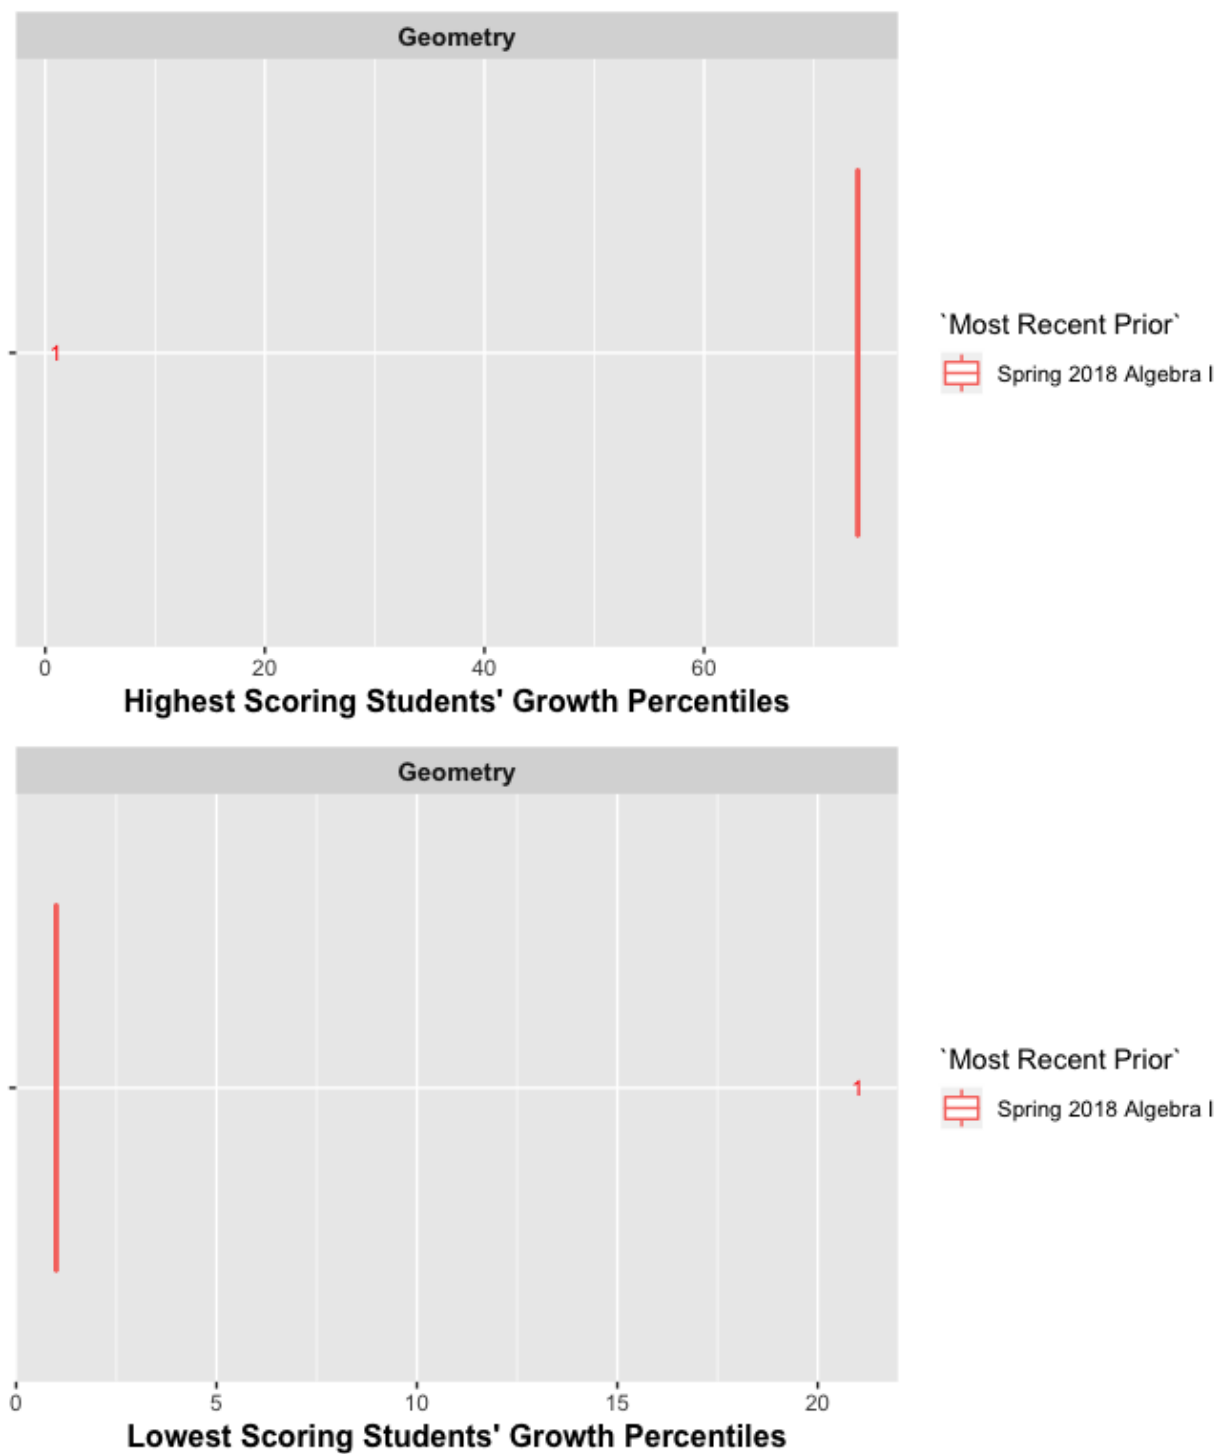 Geometry
1
`Most Recent Prior`
Spring 2018 Algebra I
0 20 40 60
Highest Scoring Students' Growth Percentiles
Geometry
1
`Most Recent Prior`
Spring 2018 Algebra I
0 5 10 15 20
Lowest Scoring Students' Growth Percentiles